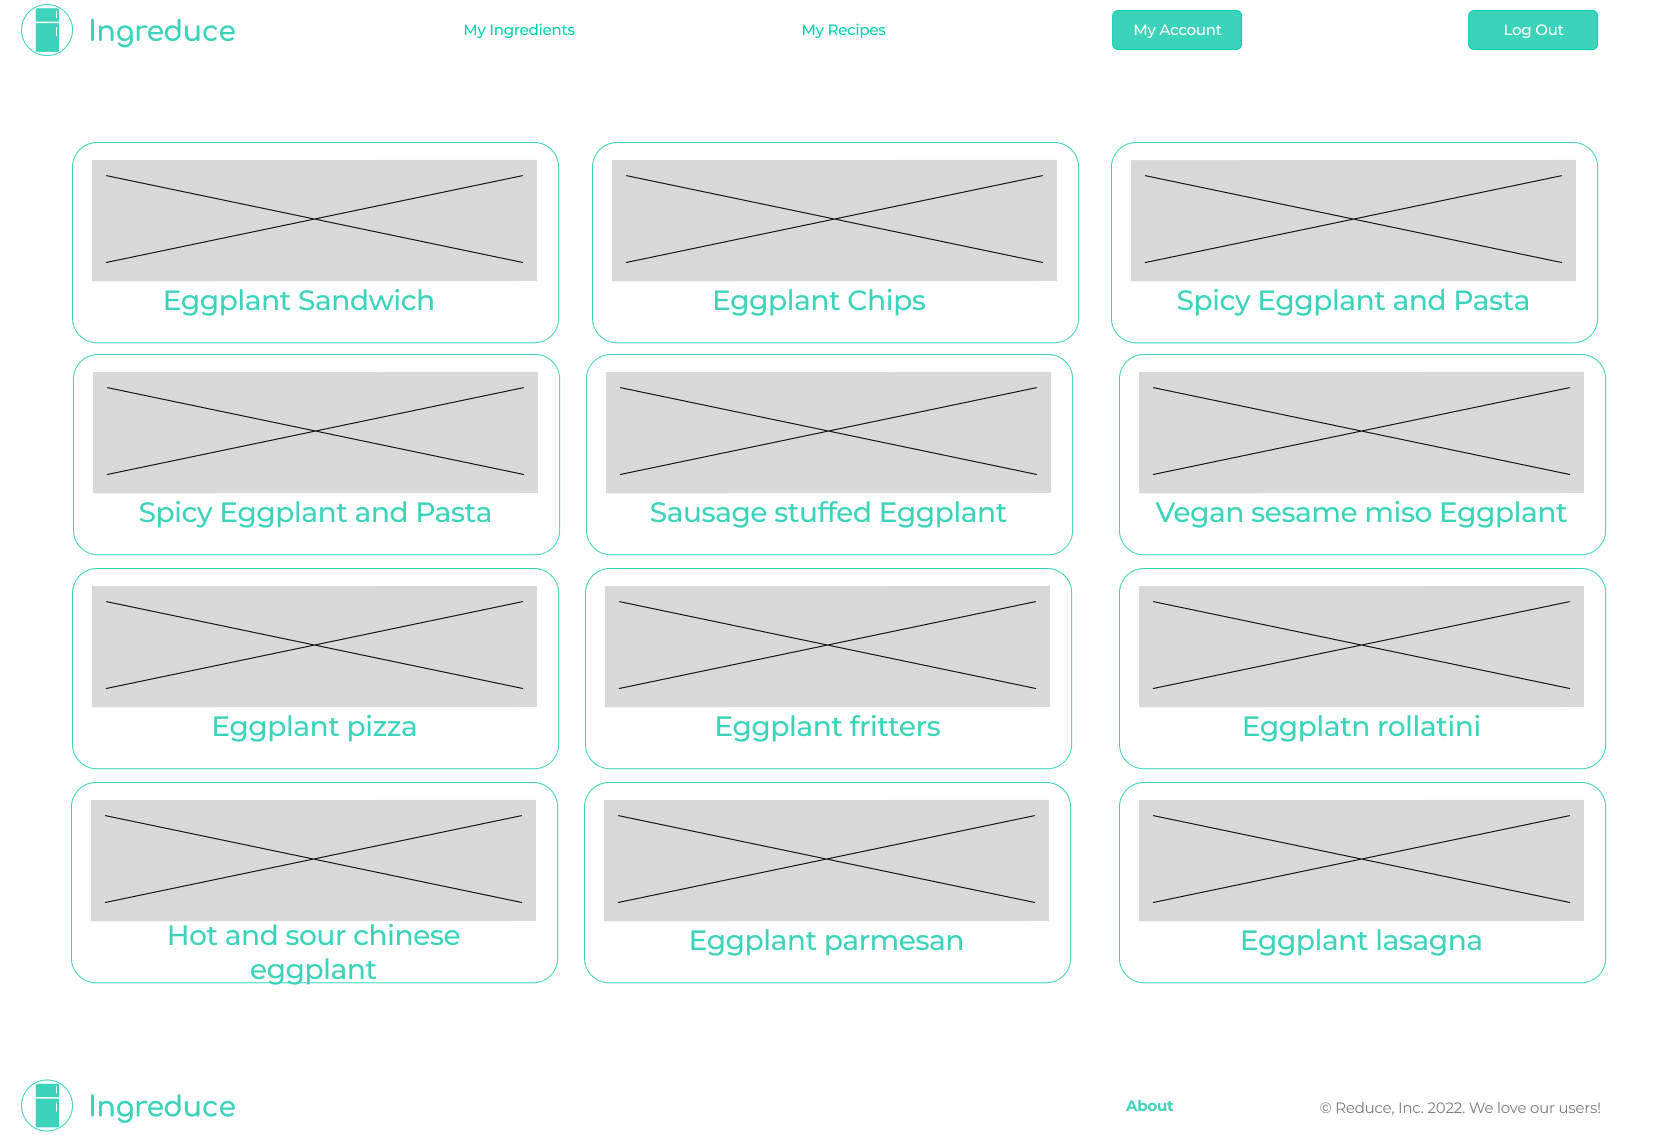 Ingreduce
My Ingredients
My Recipes
My Account
Log Out
Eggplant Sandwich
Eggplant Chips
Spicy Eggplant and Pasta
Spicy Eggplant and Pasta
Sausage stuffed Eggplant
Vegan sesame miso Eggplant
Eggplant pizza
Eggplant fritters
Eggplatn rollatini
Hot and sour chinese
eggplant
Eggplant parmesan
Eggplant lasagna
Ingreduce
About
© Reduce, Inc. 2022. We love our users!